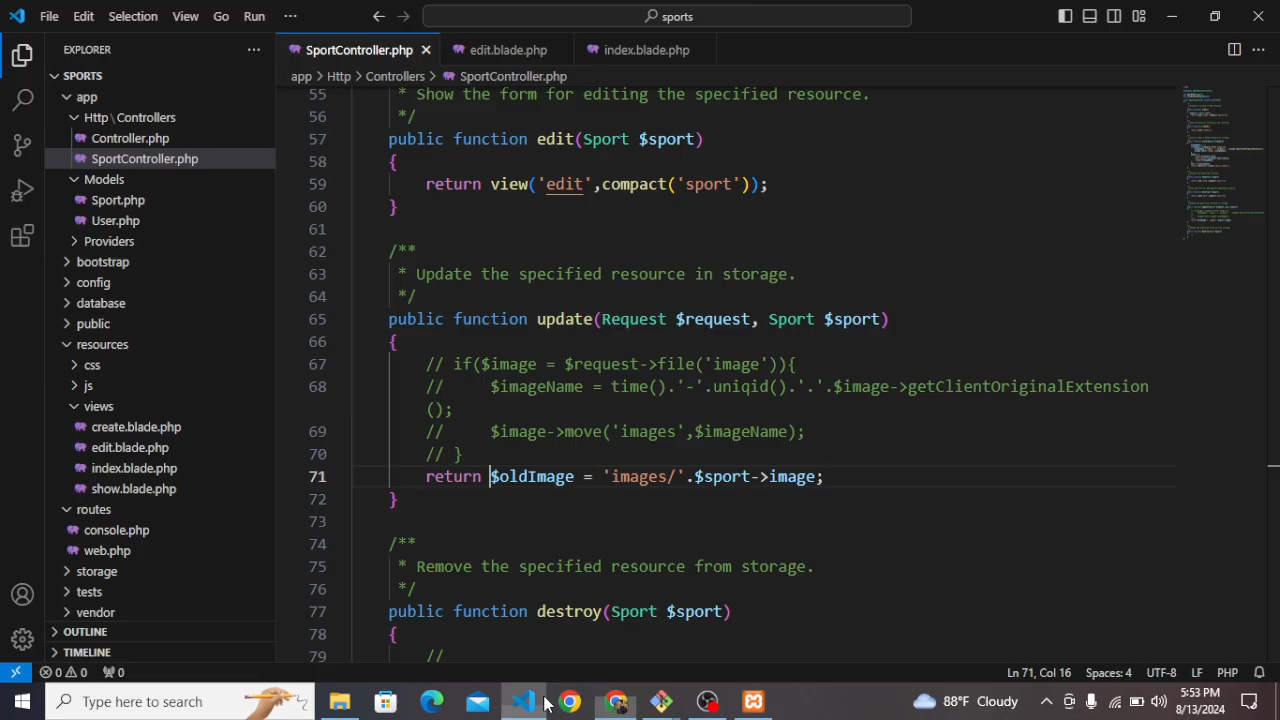 File Edit Selection View Go Run ··· sports
EXPLORER ···
SPORTS
app
Http \ Controllers
Controller.php
SportController.php
Models
Sport.php
User.php
Providers
bootstrap
config
database
public
resources
css
js
views
create.blade.php
edit.blade.php
index.blade.php
show.blade.php
routes
console.php
web.php
storage
tests
vendor
OUTLINE
TIMELINE
SportController.php edit.blade.php index.blade.php ···
app > Http > Controllers > SportController.php
55 * Show the form for editing the specified resource.
56 */
57 public function edit(Sport $sport)
58 {
59 return view('edit',compact('sport'));
60 }
61
62 /**
63 * Update the specified resource in storage.
64 */
65 public function update(Request $request, Sport $sport)
66 {
67 // if($image = $request->file('image')){
68 // $imageName = time().'-'.uniqid().'.'.$image->getClientOriginalExtension
();
69 // $image->move('images',$imageName);
70 // }
71 return $oldImage = 'images/'.$sport->image;
72 }
73
74 /**
75 * Remove the specified resource from storage.
76 */
77 public function destroy(Sport $sport)
78 {
79 //
0 0 0 Ln 71, Col 16 Spaces: 4 UTF-8 LF PHP
Type here to search 88°F Cloudy 5:53 PM
8/13/2024